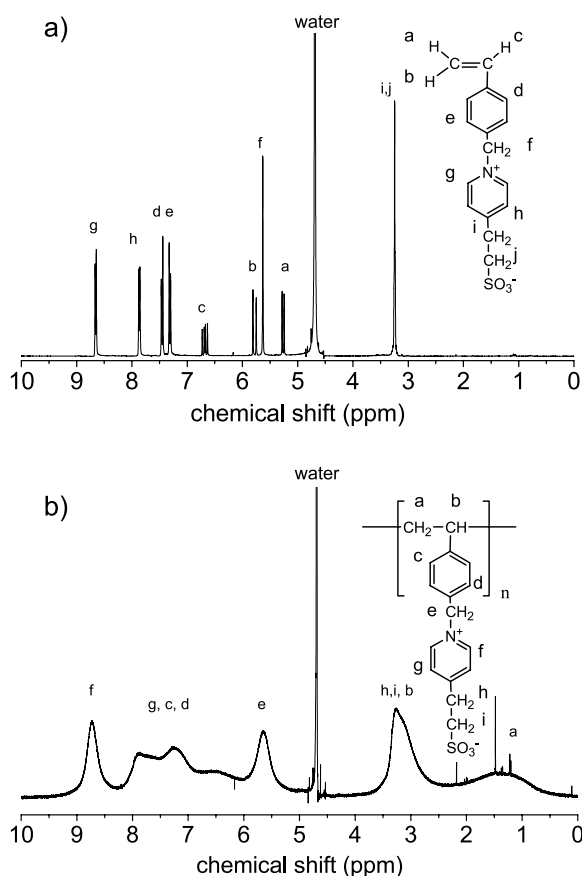 a)
water
a
c
H
H
C=C
b
H
i,j
d
e
f
CH₂
f
g
N⁺
g
h
d e
h
i
CH₂
j
c
b
a
CH₂
SO₃⁻
10 9 8 7 6 5 4 3 2 1 0
chemical shift (ppm)
b)
water
a b
CH₂ CH
c
d
n
e CH₂
N⁺
f
g
f
g, c, d
e
h,i, b
h
CH₂
i
CH₂
a
SO₃⁻
10 9 8 7 6 5 4 3 2 1 0
chemical shift (ppm)